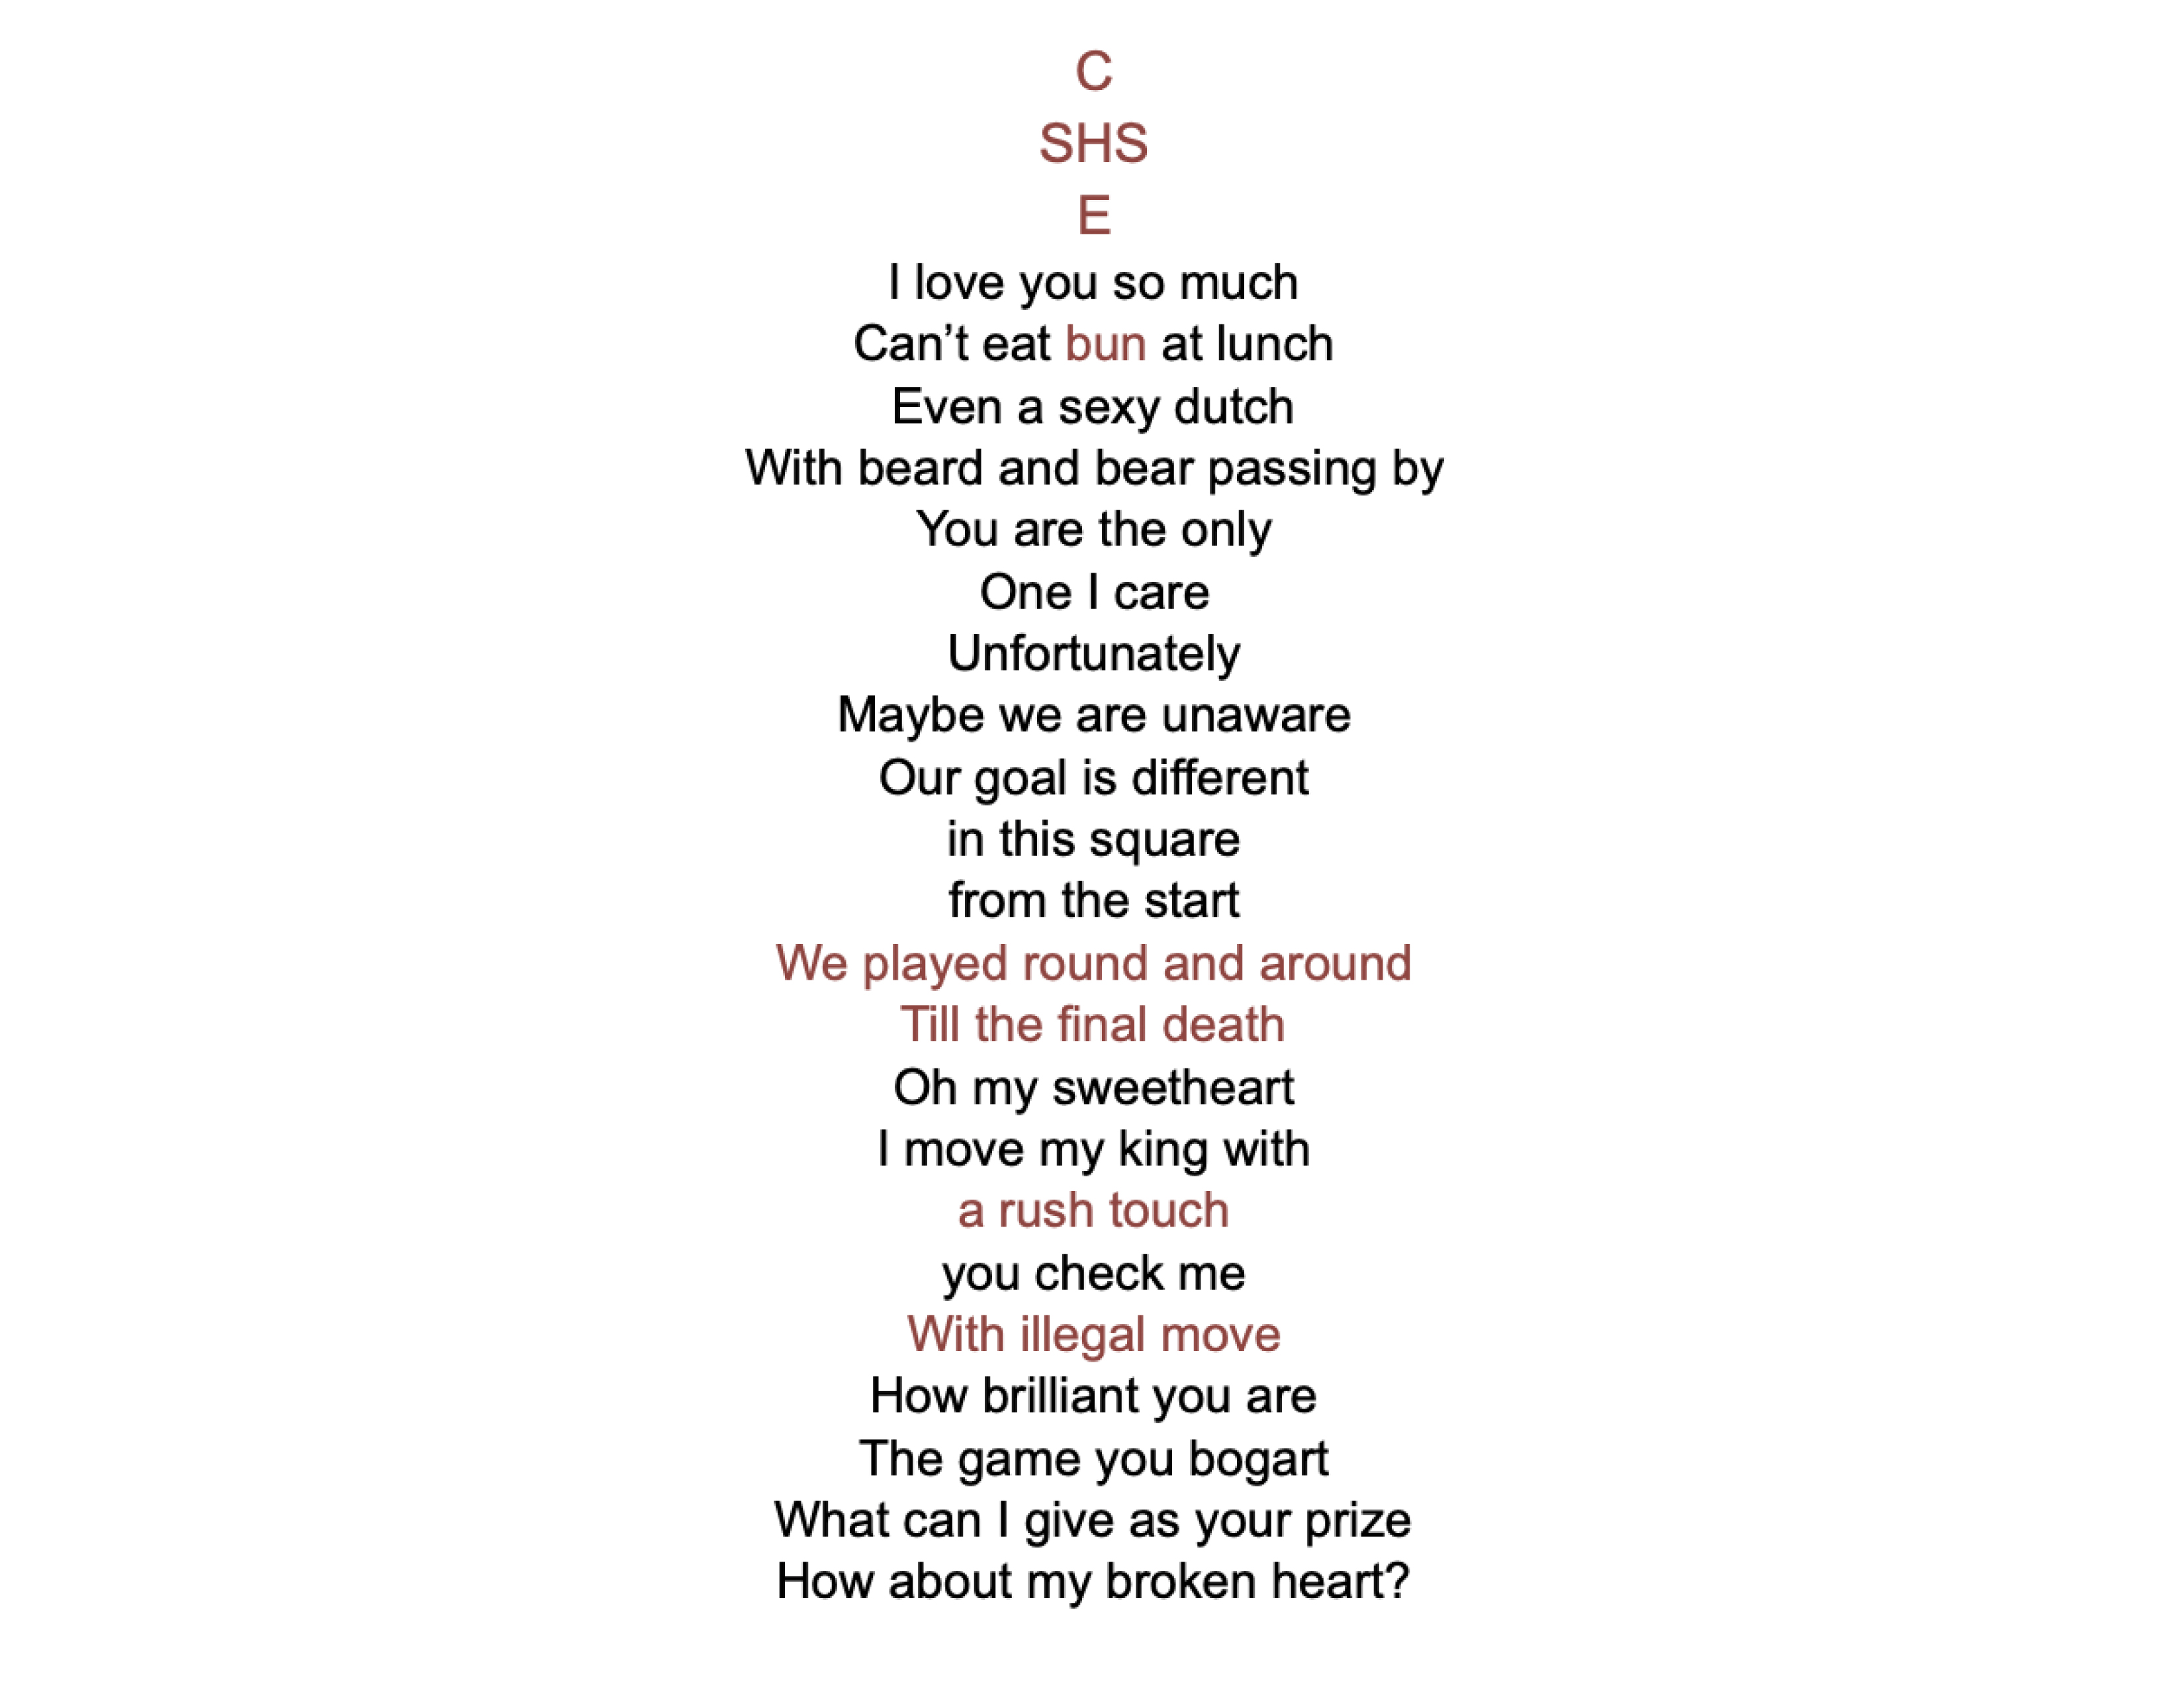 C
SHS
E
I love you so much
Can’t eat bun at lunch
Even a sexy dutch
With beard and bear passing by
You are the only
One I care
Unfortunately
Maybe we are unaware
Our goal is different
in this square
from the start
We played round and around
Till the final death
Oh my sweetheart
I move my king with
a rush touch
you check me
With illegal move
How brilliant you are
The game you bogart
What can I give as your prize
How about my broken heart?